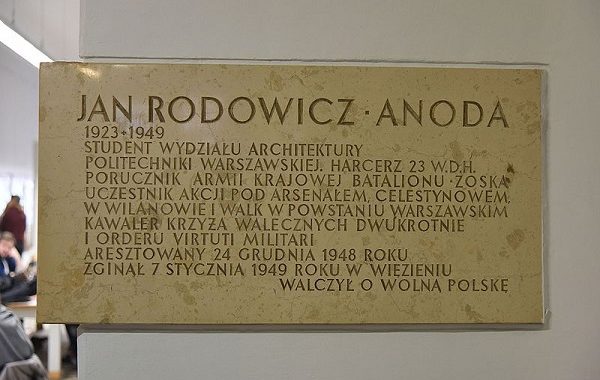 JAN RODOWICZ · ANODA
1923 + 1949
STUDENT WYDZIAŁU ARCHITEKTURY
POLITECHNIKI WARSZAWSKIEJ. HARCERZ 23 W.D.H.
PORUCZNIK ARMII KRAJOWEJ BATALIONU · ZOŚKA
UCZESTNIK AKCJI POD ARSENAŁEM, CELESTYNOWEM,
W WILANOWIE I WALK W POWSTANIU WARSZAWSKIM
KAWALER KRZYŻA WALECZNYCH DWUKROTNIE
I ORDERU VIRTUTI MILITARI
ARESZTOWANY 24 GRUDNIA 1948 ROKU
ZGINĄŁ 7 STYCZNIA 1949 ROKU W WIĘZIENIU
WALCZYŁ O WOLNĄ POLSKĘ